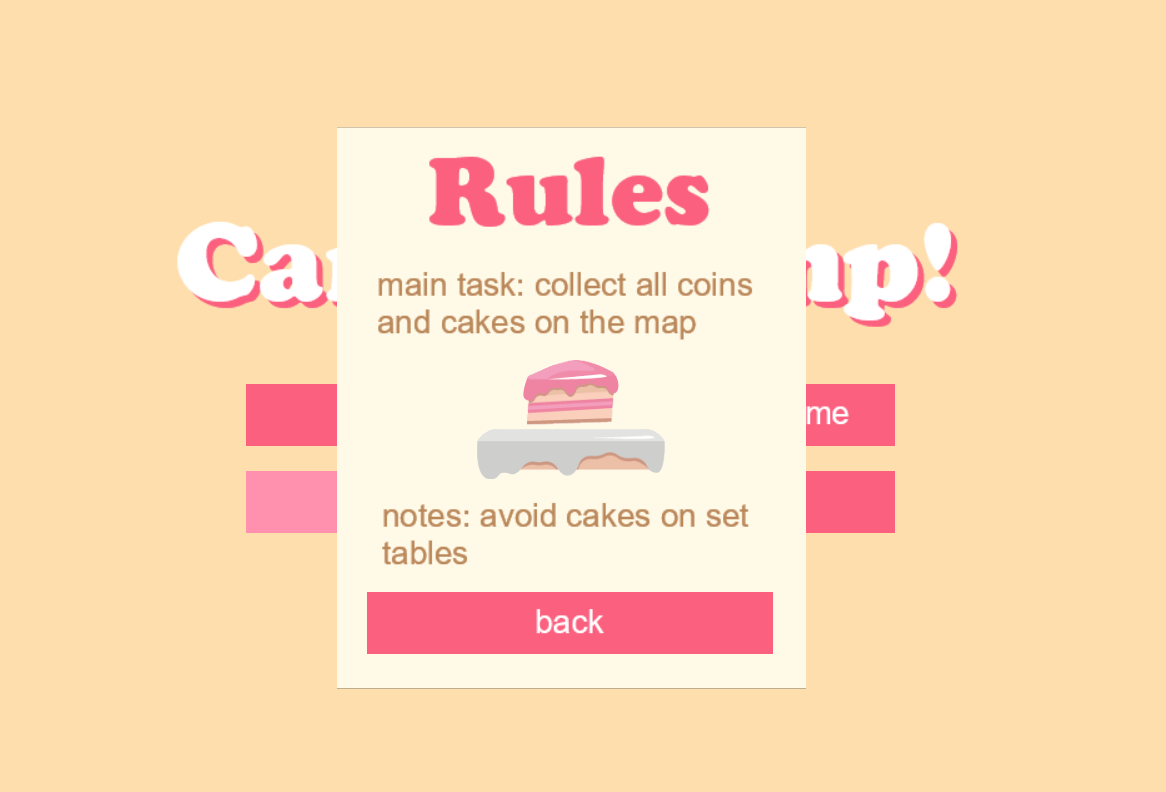 Rules
main task: collect all coins
and cakes on the map
notes: avoid cakes on set
tables
back